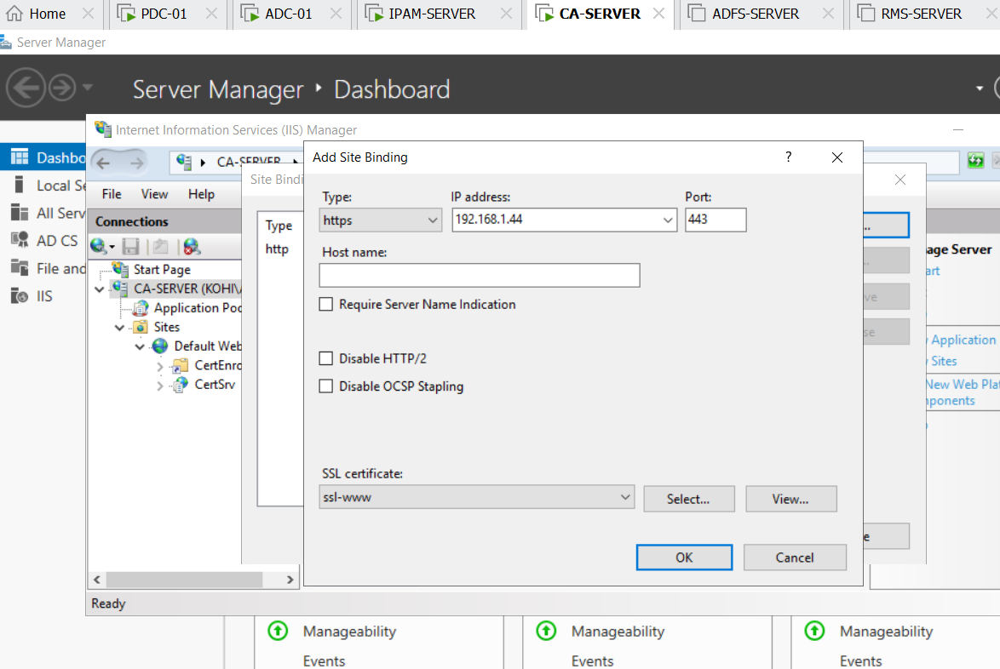 Home
PDC-01
ADC-01
IPAM-SERVER
CA-SERVER
ADFS-SERVER
RMS-SERVER
Server Manager
Server Manager
Dashboard
Internet Information Services (IIS) Manager
Dashbo
Local Se
All Serv
AD CS
File and
IIS
CA-SERVER
File
View
Help
Connections
Start Page
CA-SERVER (KOHI\
Application Poo
Sites
Default Web
CertEnro
CertSrv
Ready
Site Bindi
Type
http
Add Site Binding
?
Type:
IP address:
Port:
https
192.168.1.44
443
Host name:
Require Server Name Indication
Disable HTTP/2
Disable OCSP Stapling
SSL certificate:
ssl-www
Select...
View...
OK
Cancel
...
...
ve
se
e
age Server
art
Application
Sites
New Web Pla
ponents
Manageability
Events
Manageability
Events
Manageability
Events